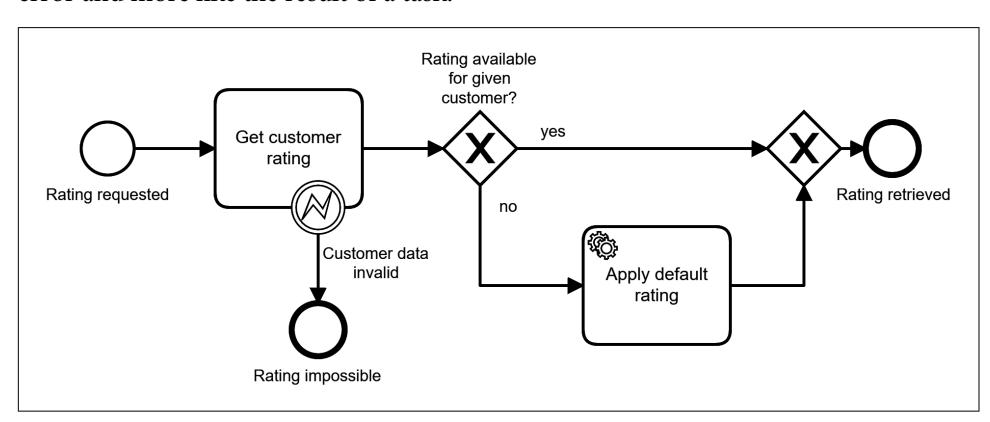 error and more like the result of a task.
Rating available
for given
customer?
Get customer
rating
yes
Rating requested
Rating retrieved
no
Customer data
invalid
Apply default
rating
Rating impossible